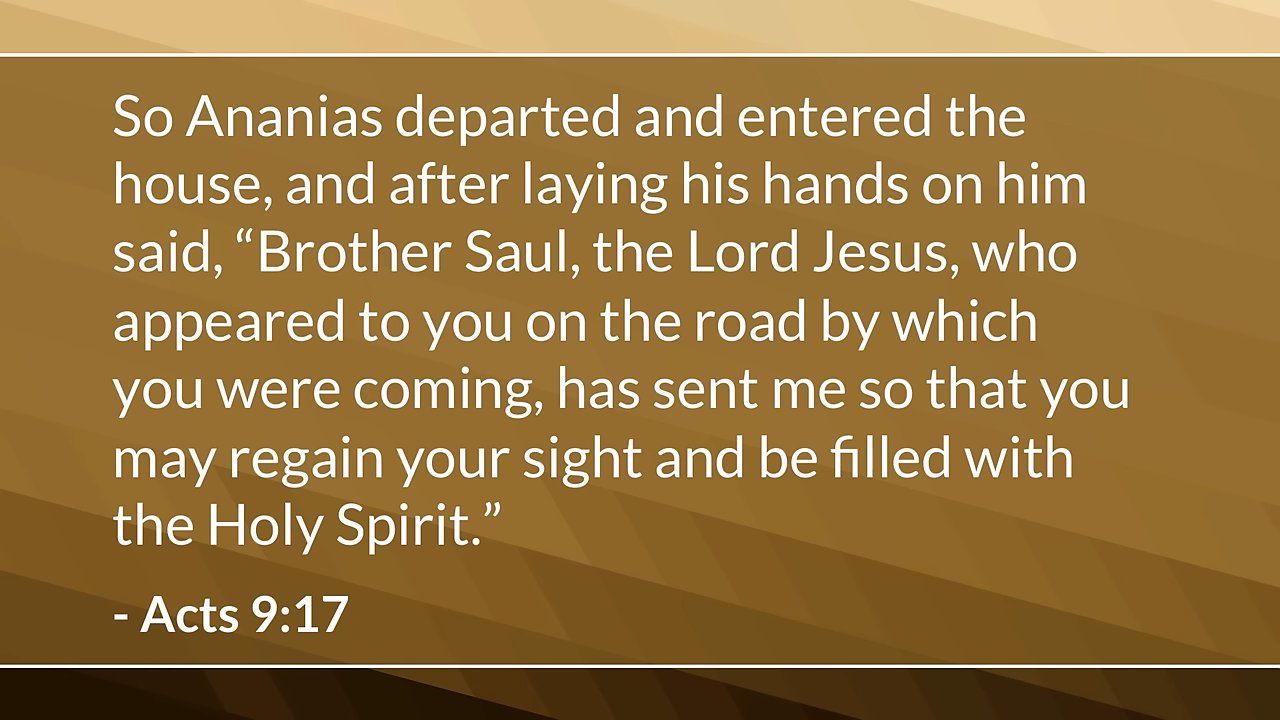 So Ananias departed and entered the
house, and after laying his hands on him
said, “Brother Saul, the Lord Jesus, who
appeared to you on the road by which
you were coming, has sent me so that you
may regain your sight and be filled with
the Holy Spirit.”
- Acts 9:17